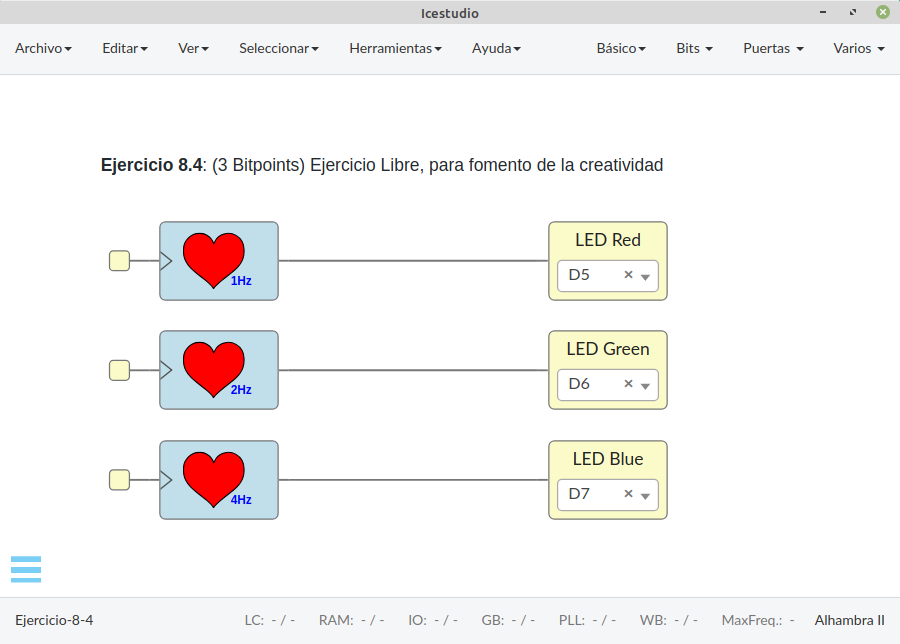 Icestudio
Archivo Editar Ver Seleccionar Herramientas Ayuda Básico Bits Puertas Varios
Ejercicio 8.4: (3 Bitpoints) Ejercicio Libre, para fomento de la creatividad
1Hz
LED Red
D5
2Hz
LED Green
D6
4Hz
LED Blue
D7
Ejercicio-8-4 LC: - / - RAM: - / - IO: - / - GB: - / - PLL: - / - WB: - / - MaxFreq.: - Alhambra II